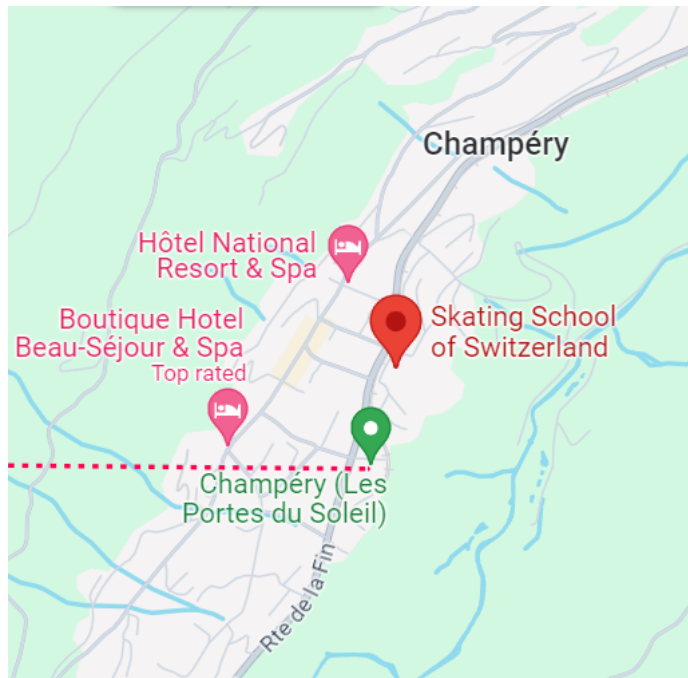 Champéry
Hôtel National
Resort & Spa
Skating School
of Switzerland
Boutique Hotel
Beau-Séjour & Spa
Top rated
Champéry (Les
Portes du Soleil)
Rte de la Fin